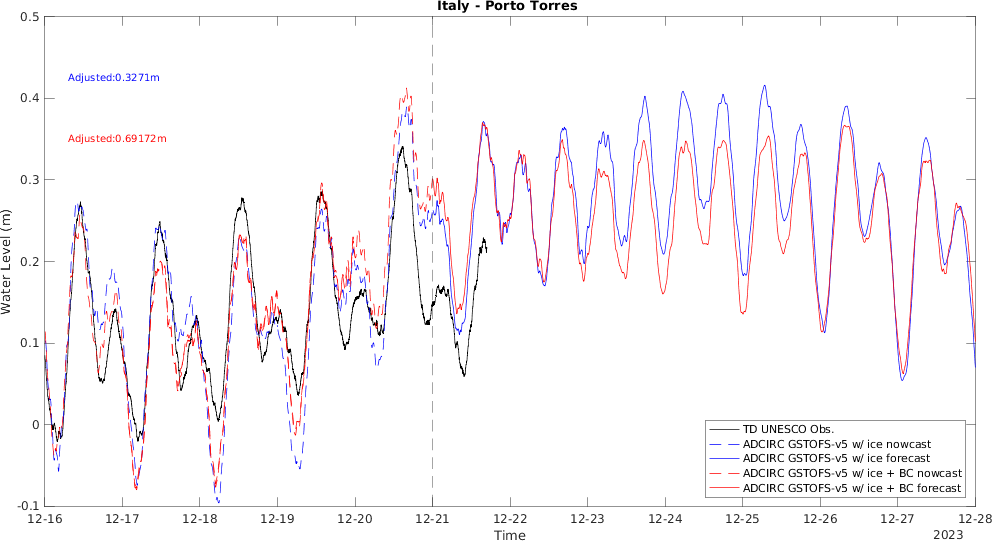 Italy - Porto Torres
0.5
0.4
0.3
0.2
0.1
0
-0.1
Water Level (m)
Adjusted:0.3271m
Adjusted:0.69172m
TD UNESCO Obs.
ADCIRC GSTOFS-v5 w/ ice nowcast
ADCIRC GSTOFS-v5 w/ ice forecast
ADCIRC GSTOFS-v5 w/ ice + BC nowcast
ADCIRC GSTOFS-v5 w/ ice + BC forecast
12-16 12-17 12-18 12-19 12-20 12-21 12-22 12-23 12-24 12-25 12-26 12-27 12-28
Time
2023